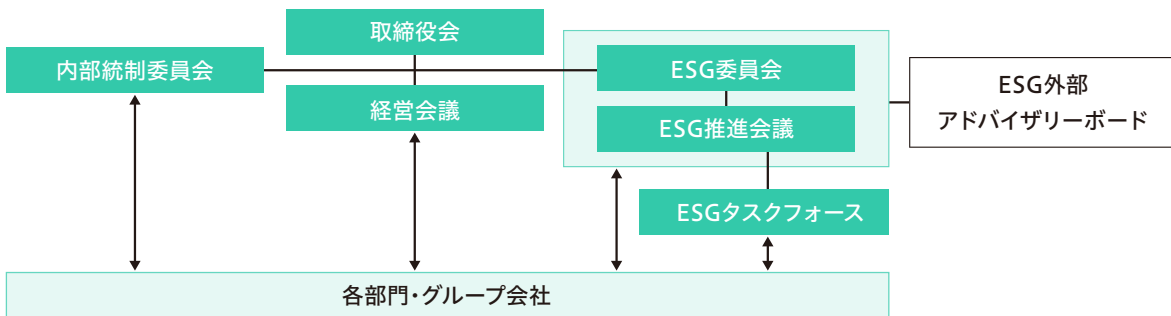 取締役会
内部統制委員会
経営会議
ESG委員会
ESG推進会議
ESG外部
アドバイザリーボード
ESGタスクフォース
各部門・グループ会社